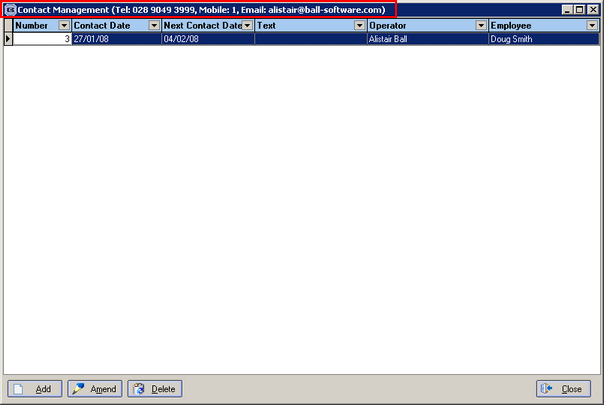 Contact Management (Tel: 028 9049 3999, Mobile: 1, Email: alistair@ball-software.com)
Number Contact Date Next Contact Date Text Operator Employee
3 27/01/08 04/02/08 Alistair Ball Doug Smith
Add Amend Delete Close